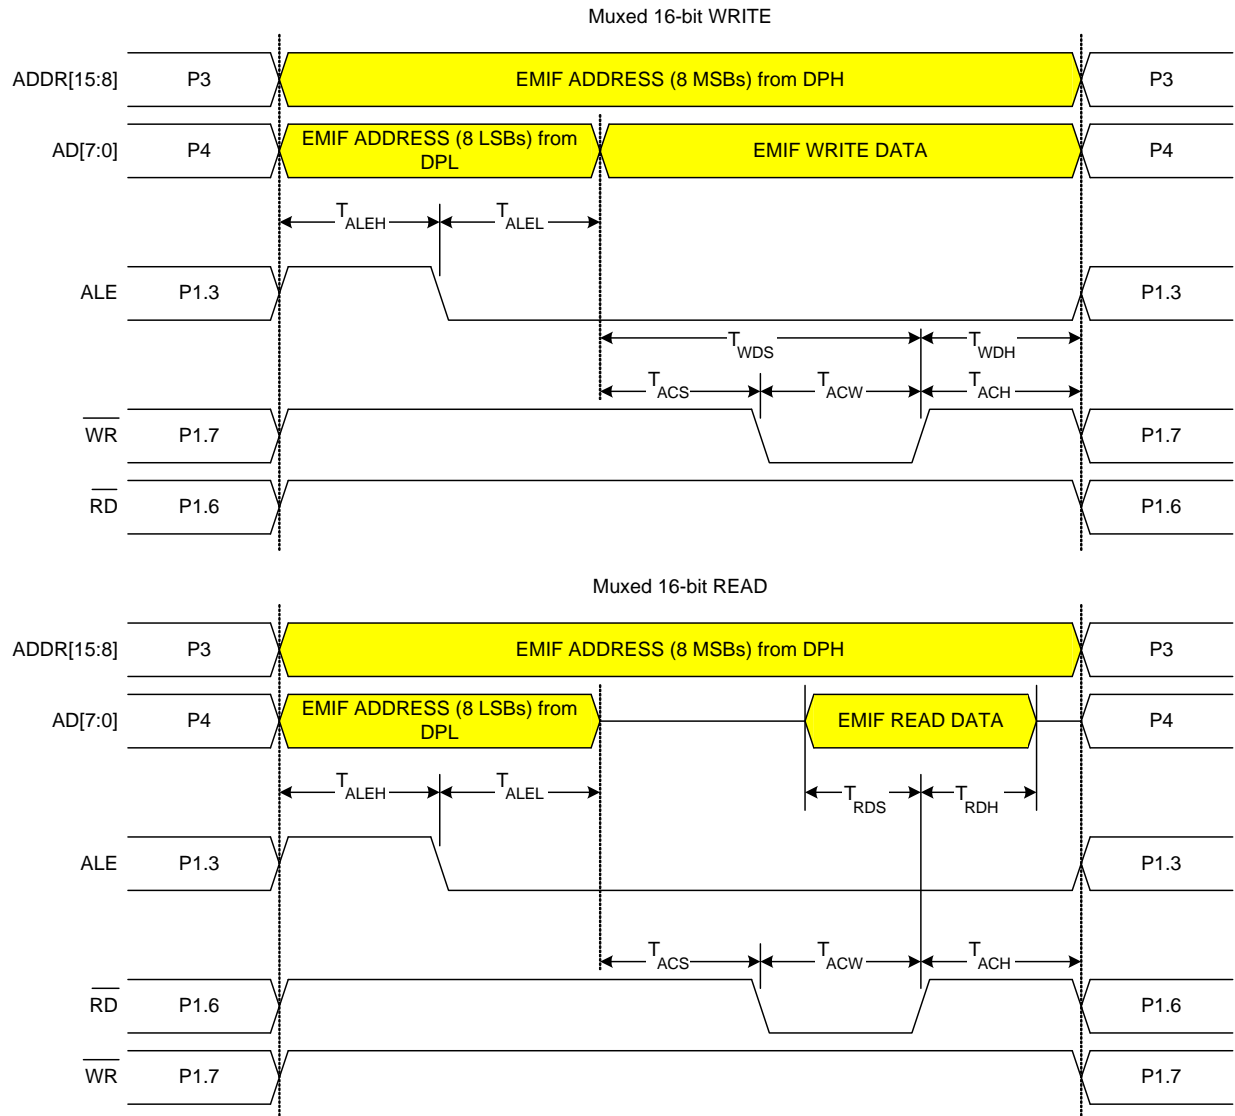 Muxed 16-bit WRITE
ADDR[15:8] P3 EMIF ADDRESS (8 MSBs) from DPH P3
AD[7:0] P4 EMIF ADDRESS (8 LSBs) from DPL EMIF WRITE DATA P4
TALEH TALEL
ALE P1.3 P1.3
TWDS TWDH
TACS TACW TACH
WR P1.7 P1.7
RD P1.6 P1.6
Muxed 16-bit READ
ADDR[15:8] P3 EMIF ADDRESS (8 MSBs) from DPH P3
AD[7:0] P4 EMIF ADDRESS (8 LSBs) from DPL EMIF READ DATA P4
TALEH TALEL TRDS TRDH
ALE P1.3 P1.3
TACS TACW TACH
RD P1.6 P1.6
WR P1.7 P1.7